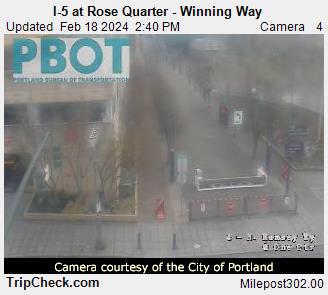 I-5 at Rose Quarter - Winning Way
Updated Feb 18 2024 2:40 PM Camera 4
PBOT
PORTLAND BUREAU OF TRANSPORTATION
Camera courtesy of the City of Portland
TripCheck.com Milepost302.00